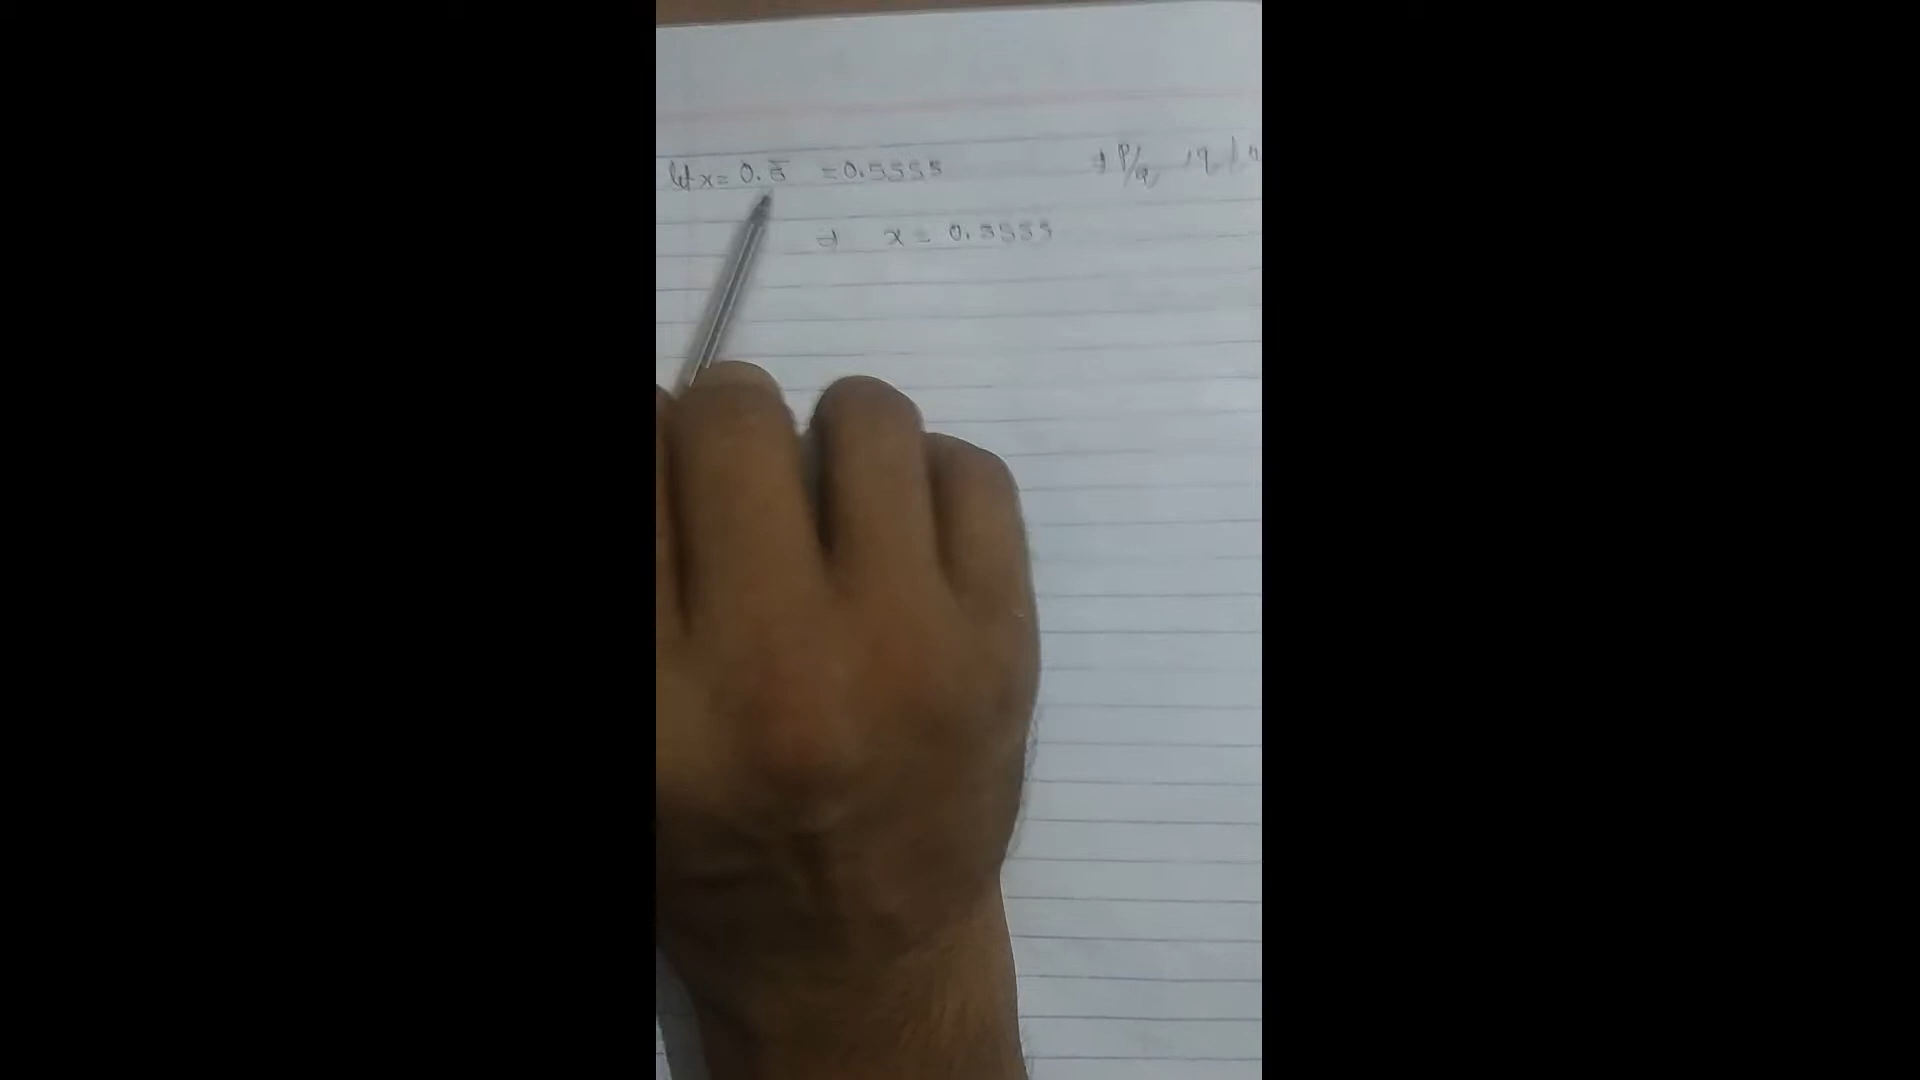 let x = 0.5̅ = 0.5555 ⇒ P/q , q
⇒ x = 0.5555